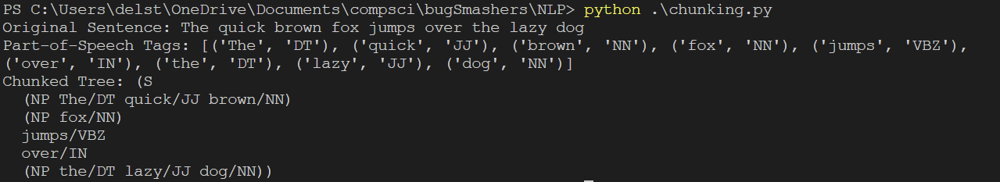 PS C:\Users\delst\OneDrive\Documents\compsci\bugSmashers\NLP> python .\chunking.py
Original Sentence: The quick brown fox jumps over the lazy dog
Part-of-Speech Tags: [('The', 'DT'), ('quick', 'JJ'), ('brown', 'NN'), ('fox', 'NN'), ('jumps', 'VBZ'),
('over', 'IN'), ('the', 'DT'), ('lazy', 'JJ'), ('dog', 'NN')]
Chunked Tree: (S
  (NP The/DT quick/JJ brown/NN)
  (NP fox/NN)
  jumps/VBZ
  over/IN
  (NP the/DT lazy/JJ dog/NN))